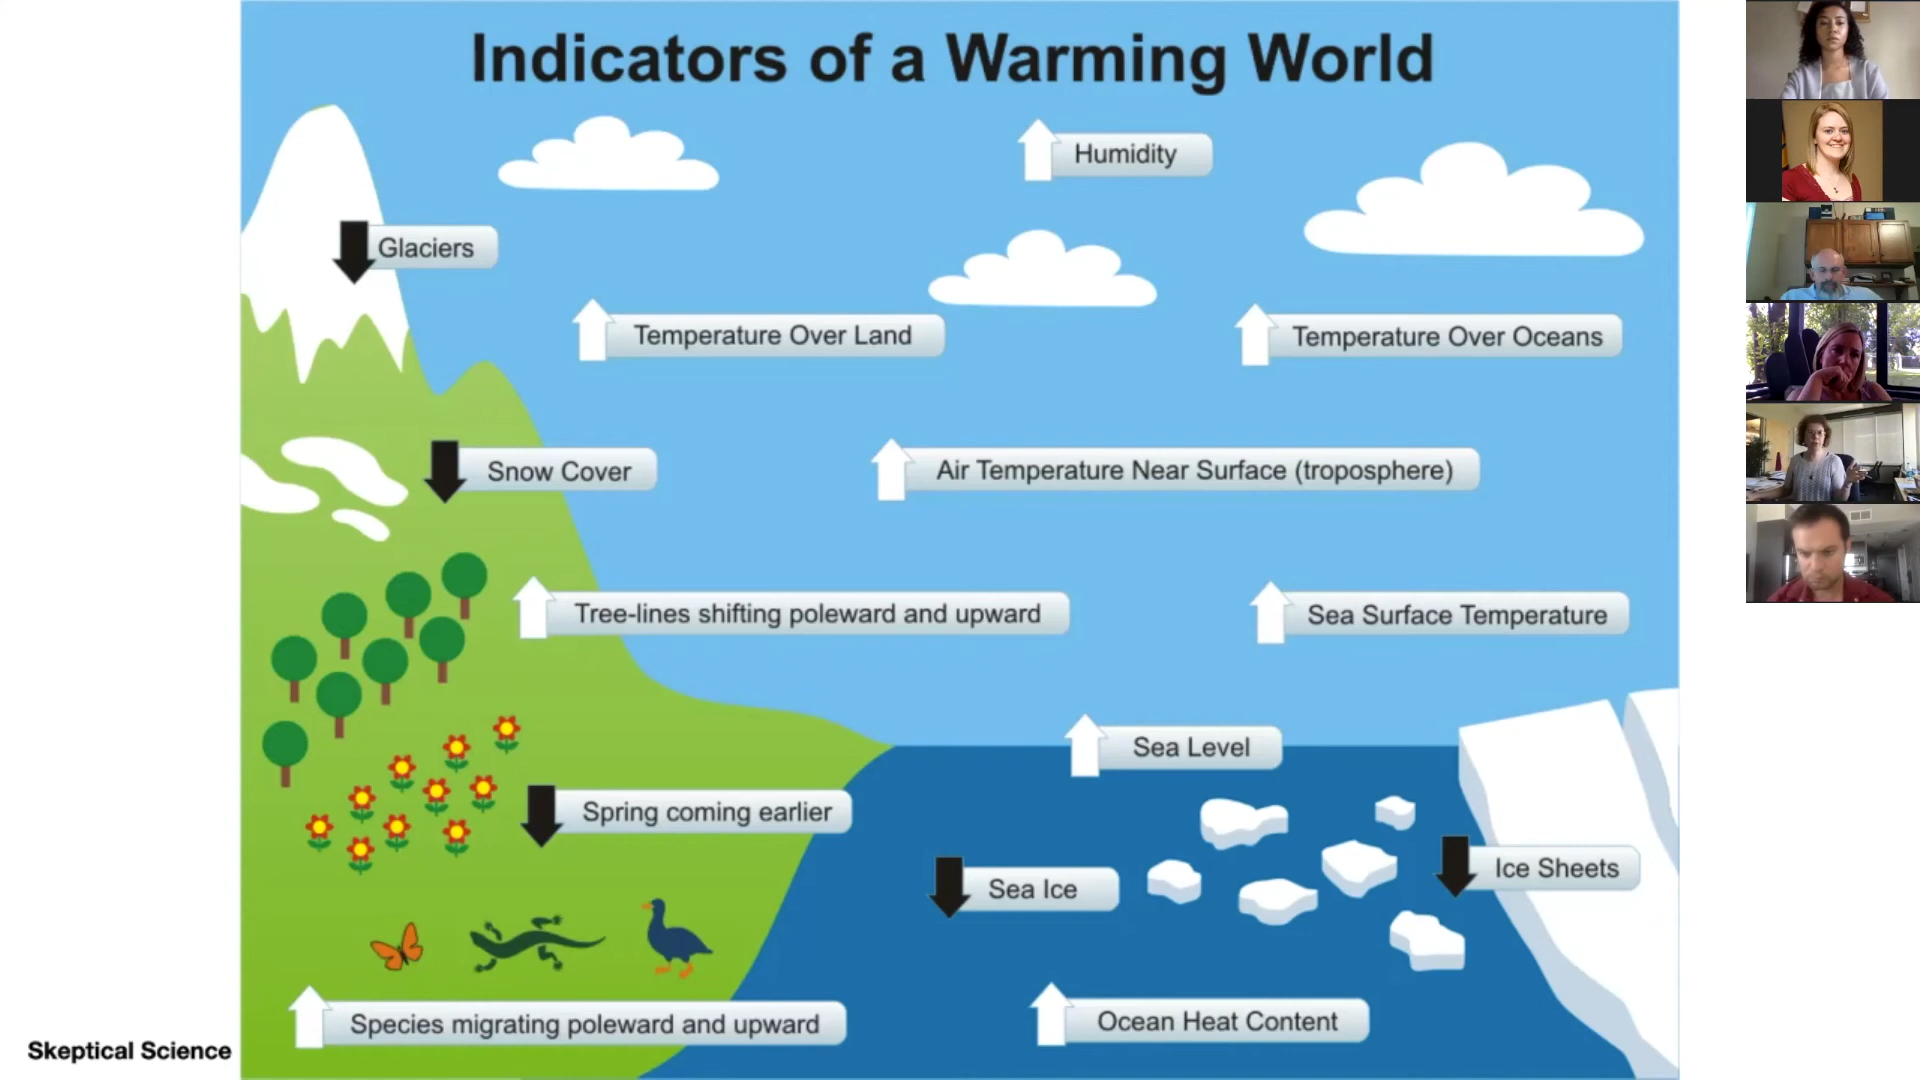 Indicators of a Warming World
Humidity
Glaciers
Temperature Over Land
Temperature Over Oceans
Snow Cover
Air Temperature Near Surface (troposphere)
Tree-lines shifting poleward and upward
Sea Surface Temperature
Sea Level
Spring coming earlier
Ice Sheets
Sea Ice
Species migrating poleward and upward
Ocean Heat Content
Skeptical Science